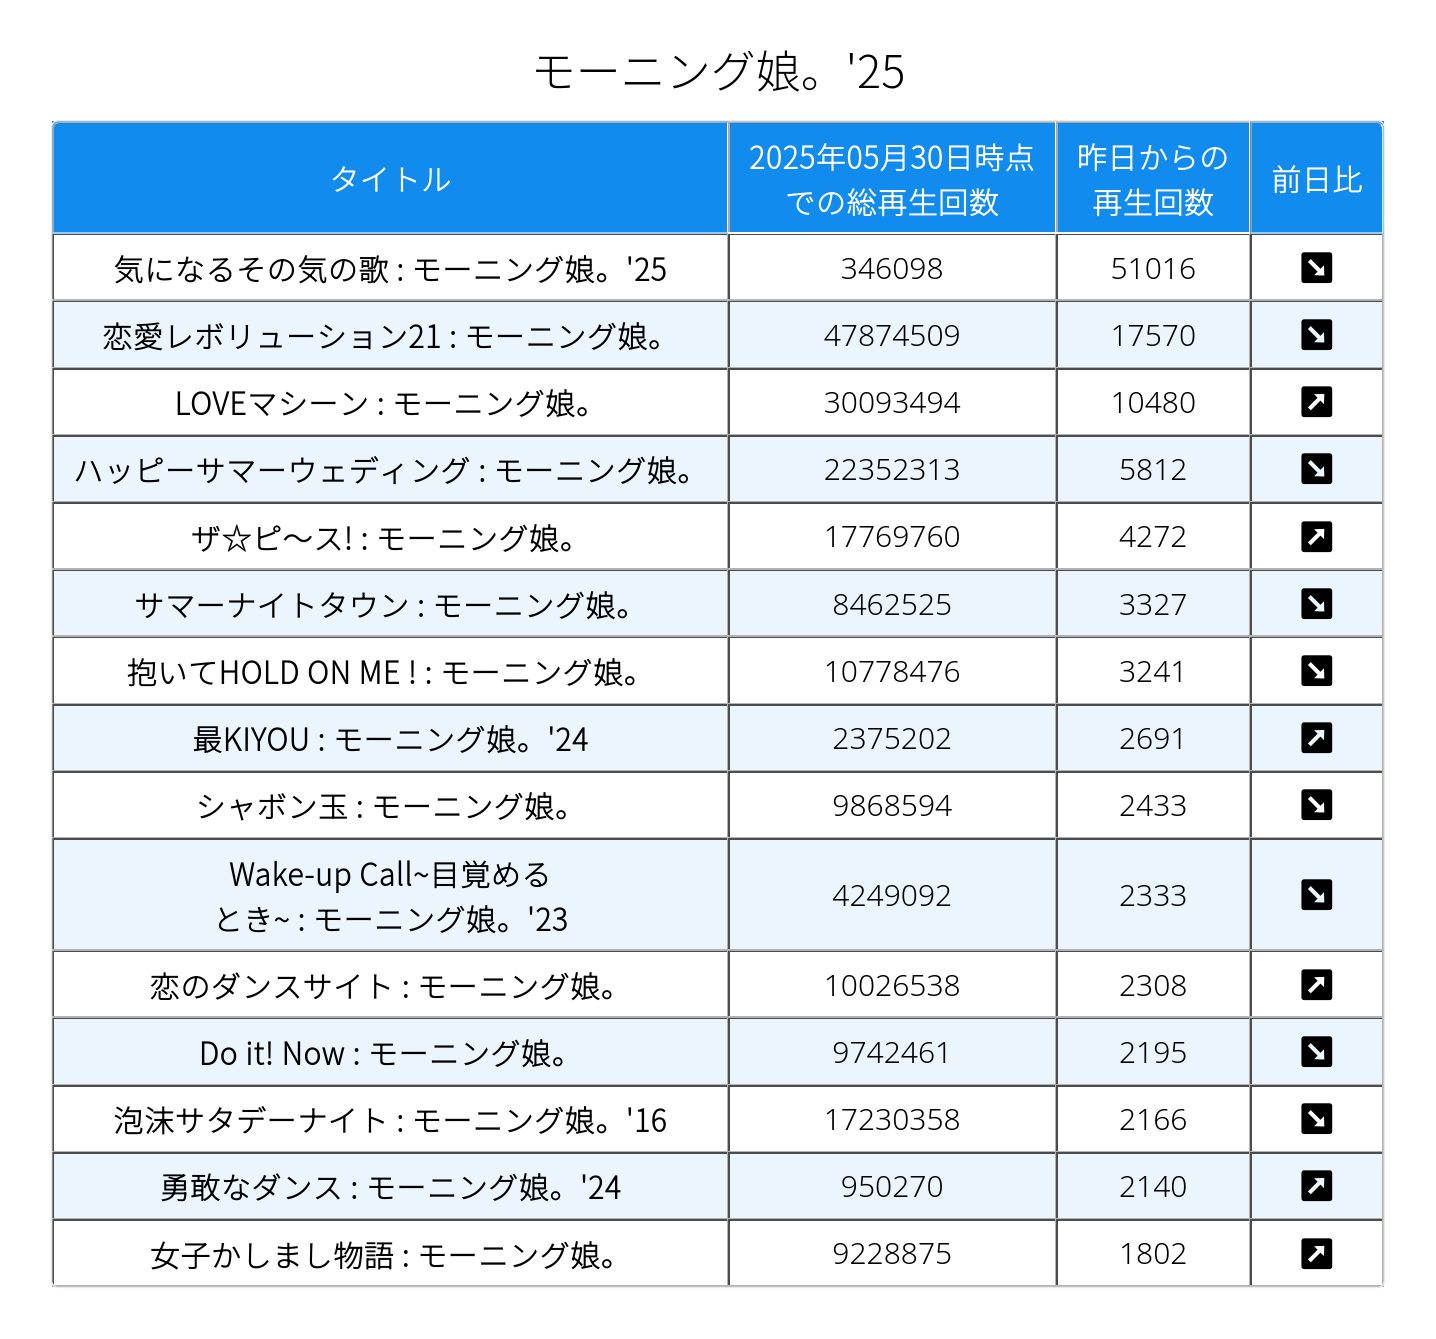 モーニング娘。'25
タイトル
2025年05月30日時点
での総再生回数
昨日からの
再生回数
前日比
気になるその気の歌 : モーニング娘。'25 346098 51016
恋愛レボリューション21 : モーニング娘。 47874509 17570
LOVEマシーン : モーニング娘。 30093494 10480
ハッピーサマーウェディング : モーニング娘。 22352313 5812
ザ☆ピ〜ス! : モーニング娘。 17769760 4272
サマーナイトタウン : モーニング娘。 8462525 3327
抱いてHOLD ON ME ! : モーニング娘。 10778476 3241
最KIYOU : モーニング娘。'24 2375202 2691
シャボン玉 : モーニング娘。 9868594 2433
Wake-up Call~目覚める
とき~ : モーニング娘。'23
4249092 2333
恋のダンスサイト : モーニング娘。 10026538 2308
Do it! Now : モーニング娘。 9742461 2195
泡沫サタデーナイト : モーニング娘。'16 17230358 2166
勇敢なダンス : モーニング娘。'24 950270 2140
女子かしまし物語 : モーニング娘。 9228875 1802